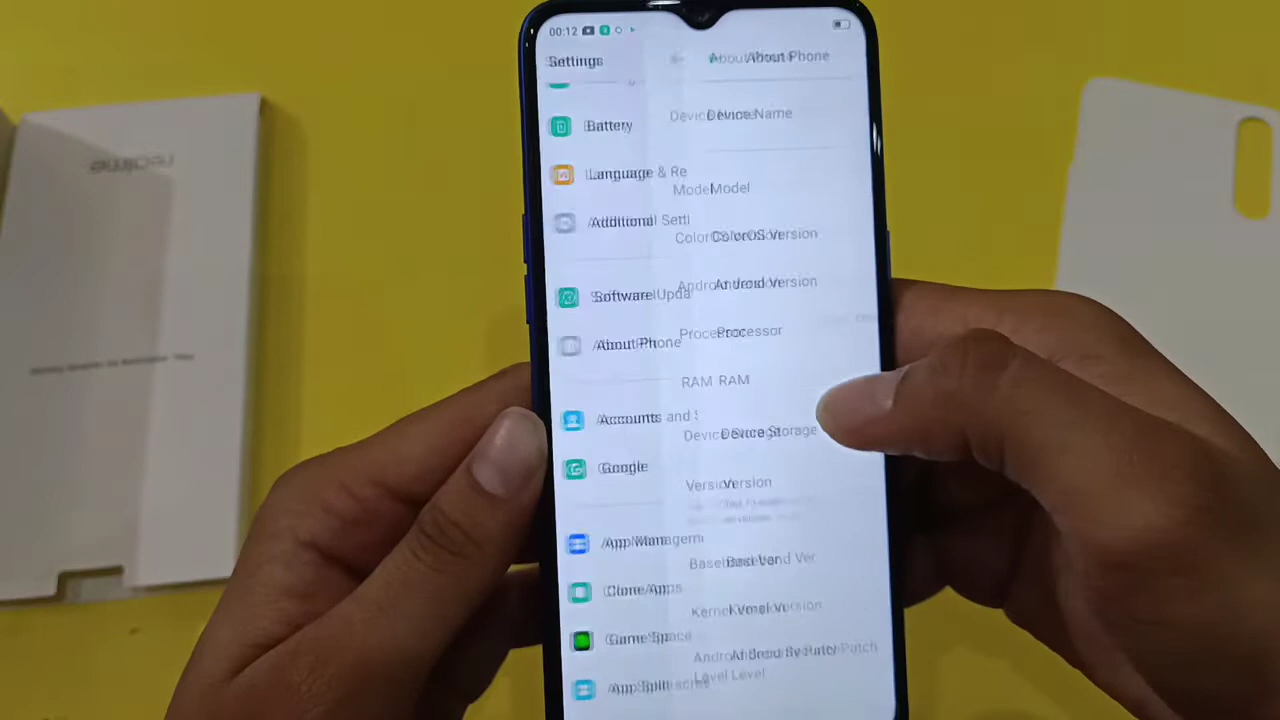 realme
00:12
Settings
About Phone
Battery
Device Name
Language & Re
Model
Additional Setti
ColorOS Version
Android Version
Software Upda
Processor
About Phone
RAM
Accounts and S
Device Storage
Google
Version
App Managem
Baseband Ver
Clone Apps
Kernel Version
Game Space
Android Security Patch
Level
App Split-scree